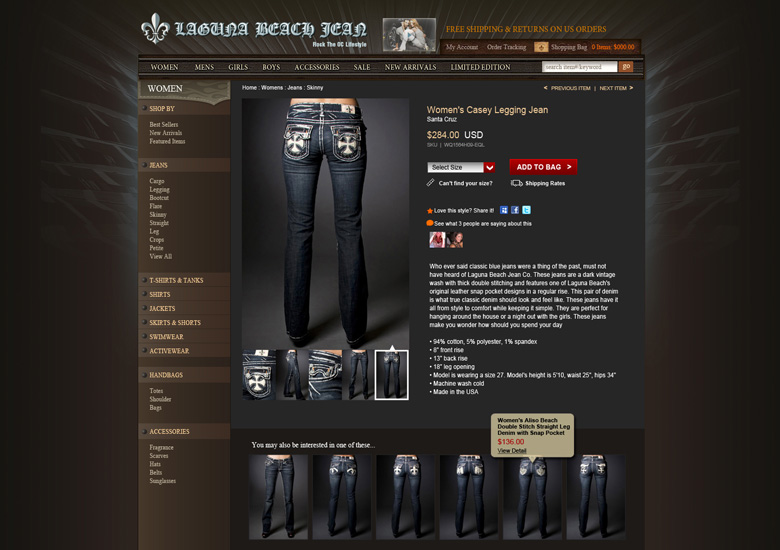 LAGUNA BEACH JEAN
Rock The OC Lifestyle
FREE SHIPPING & RETURNS ON US ORDERS
My Account Order Tracking Shopping Bag 0 Items: $000.00
WOMEN MENS GIRLS BOYS ACCESSORIES SALE NEW ARRIVALS LIMITED EDITION search item#/keyword go
WOMEN
SHOP BY
Best Sellers
New Arrivals
Featured Items
JEANS
Cargo
Legging
Bootcut
Flare
Skinny
Straight
Leg
Crops
Petite
View All
T-SHIRTS & TANKS
SHIRTS
JACKETS
SKIRTS & SHORTS
SWIMWEAR
ACTIVEWEAR
HANDBAGS
Totes
Shoulder
Bags
ACCESSORIES
Fragrance
Scarves
Hats
Belts
Sunglasses
Home : Womens : Jeans : Skinny
< PREVIOUS ITEM | NEXT ITEM >
Women's Casey Legging Jean
Santa Cruz
$284.00 USD
SKU | WQ1594H09-EQL
Select Size ADD TO BAG >
Can't find your size? Shipping Rates
Love this style? Share it!
See what 3 people are saying about this
Who ever said classic blue jeans were a thing of the past, must not
have heard of Laguna Beach Jean Co. These jeans are a dark vintage
wash with thick double stitching and features one of Laguna Beach's
original leather snap pocket designs in a regular rise. This pair of denim
is what true classic denim should look and feel like. These jeans have it
all from style to comfort while keeping it simple. They are perfect for
hanging around the house or a night out with the girls. These jeans
make you wonder how should you spend your day
• 94% cotton, 5% polyester, 1% spandex
• 8" front rise
• 13" back rise
• 18" leg opening
• Model is wearing a size 27. Model's height is 5'10, waist 25", hips 34"
• Machine wash cold
• Made in the USA
You may also be interested in one of these...
Women's Aliso Beach
Double Stitch Straight Leg
Denim with Snap Pocket
$136.00
View Detail